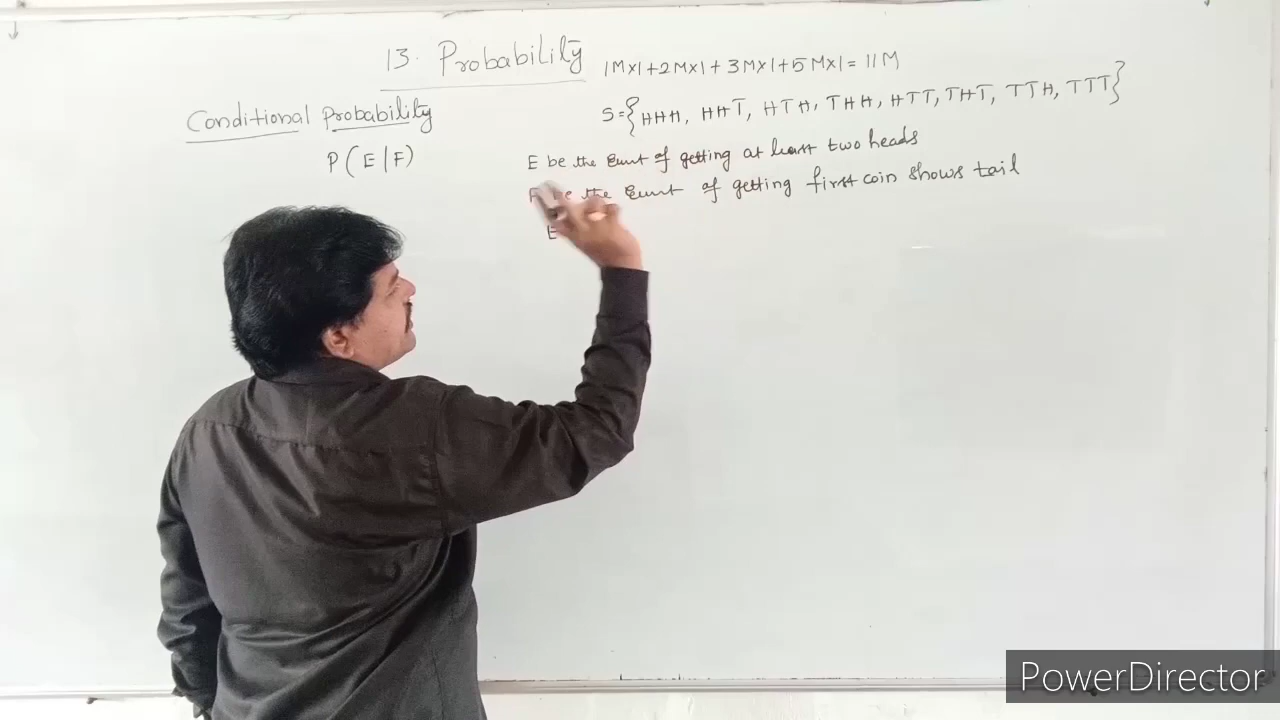 13. Probability
1M×1+2M×1+3M×1+5M×1=11M
Conditional Probability
S={HHH, HHT, HTH, THH, HTT, THT, TTH, TTT}
P(E|F)
E be the Event of getting at least two heads
F be the Event of getting first coin shows tail
E
PowerDirector